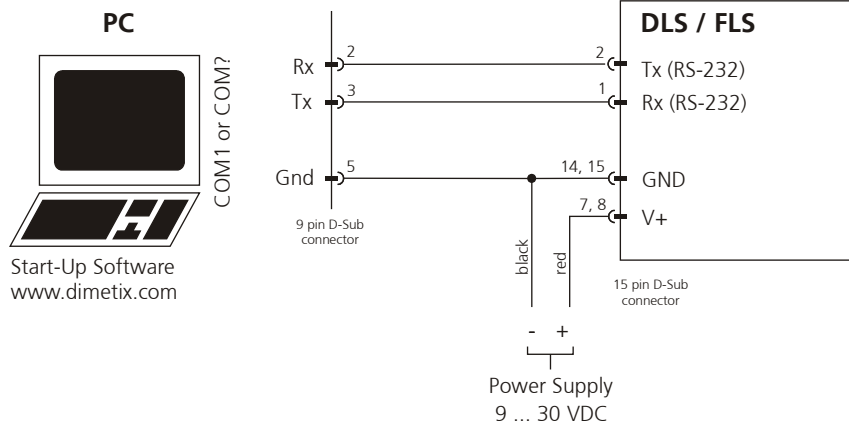 PC
COM1 or COM?
Start-Up Software
www.dimetix.com
Rx
2
Tx
3
Gnd
5
9 pin D-Sub
connector
DLS / FLS
2
Tx (RS-232)
1
Rx (RS-232)
14, 15
GND
7, 8
V+
15 pin D-Sub
connector
black
red
- +
Power Supply
9 ... 30 VDC